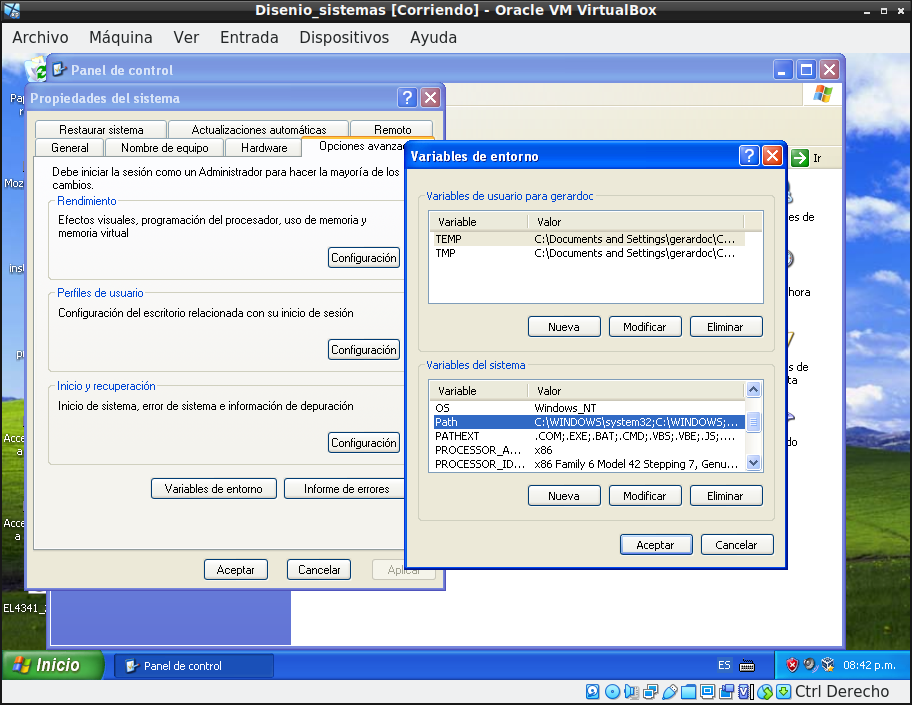 Disenio_sistemas [Corriendo] - Oracle VM VirtualBox
Archivo Máquina Ver Entrada Dispositivos Ayuda
Panel de control
Propiedades del sistema
Restaurar sistema Actualizaciones automáticas Remoto
General Nombre de equipo Hardware Opciones avanza
Debe iniciar la sesión como un Administrador para hacer la mayoría de los
cambios.
Rendimiento
Efectos visuales, programación del procesador, uso de memoria y
memoria virtual
Configuración
Perfiles de usuario
Configuración del escritorio relacionada con su inicio de sesión
Configuración
Inicio y recuperación
Inicio de sistema, error de sistema e información de depuración
Configuración
Variables de entorno Informe de errores
Aceptar Cancelar Aplicar
Variables de entorno
Variables de usuario para gerardoc
Variable Valor
TEMP C:\Documents and Settings\gerardoc\C...
TMP C:\Documents and Settings\gerardoc\C...
Nueva Modificar Eliminar
Variables del sistema
Variable Valor
OS Windows_NT
Path C:\WINDOWS\system32;C:\WINDOWS;...
PATHEXT .COM;.EXE;.BAT;.CMD;.VBS;.VBE;.JS;....
PROCESSOR_A... x86
PROCESSOR_ID... x86 Family 6 Model 42 Stepping 7, Genu...
Nueva Modificar Eliminar
Aceptar Cancelar
Ir
es de
hora
s de
ta
do
Pap
r
Moz
inst
p
Acce
a
Acce
a
EL4341_
Inicio Panel de control ES 08:42 p.m.
Ctrl Derecho